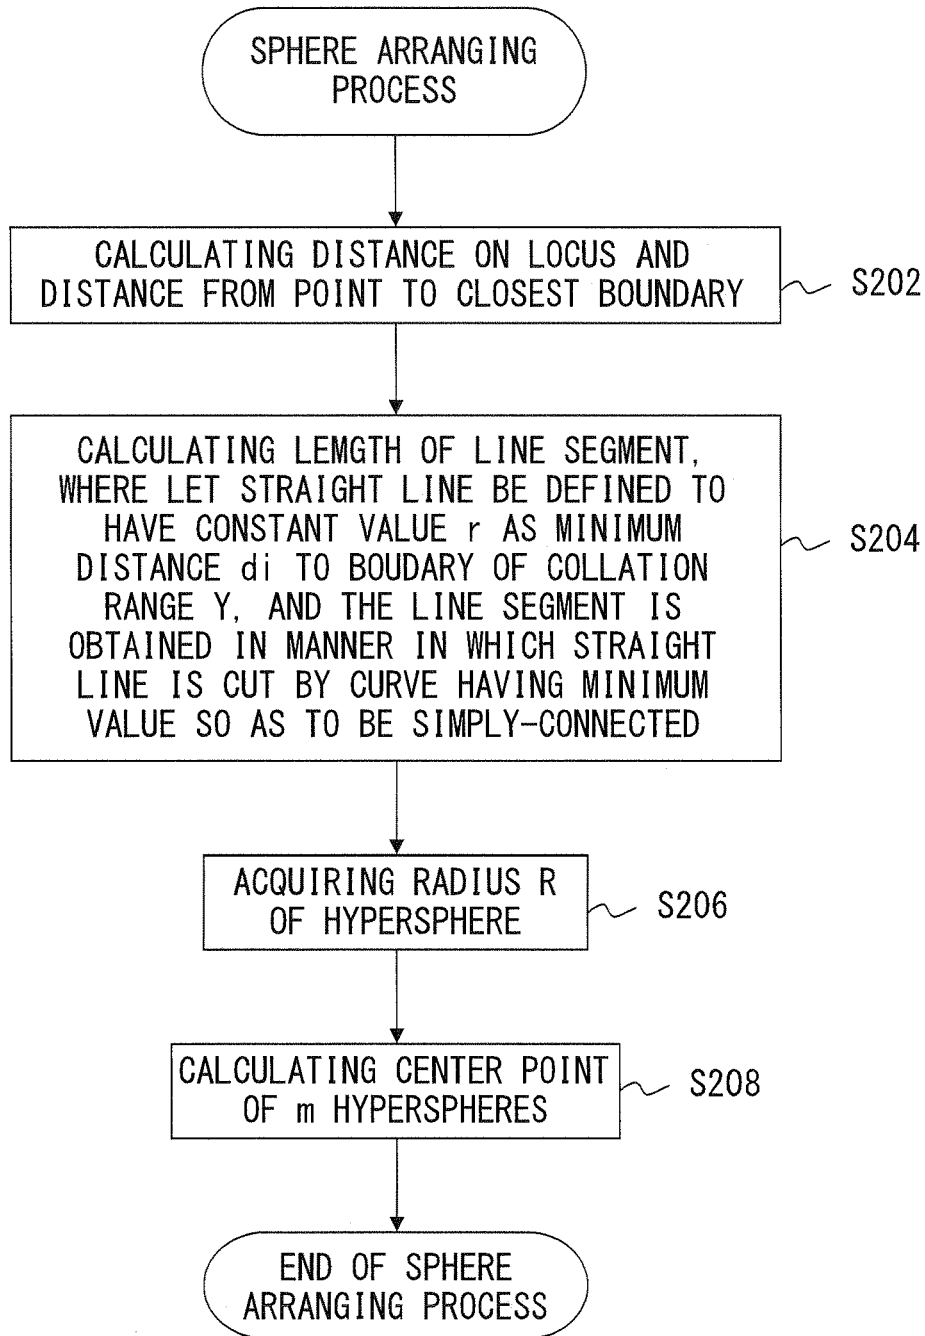 SPHERE ARRANGING
PROCESS
CALCULATING DISTANCE ON LOCUS AND
DISTANCE FROM POINT TO CLOSEST BOUNDARY
S202
CALCULATING LEMGTH OF LINE SEGMENT,
WHERE LET STRAIGHT LINE BE DEFINED TO
HAVE CONSTANT VALUE r AS MINIMUM
DISTANCE di TO BOUDARY OF COLLATION
RANGE Y, AND THE LINE SEGMENT IS
OBTAINED IN MANNER IN WHICH STRAIGHT
LINE IS CUT BY CURVE HAVING MINIMUM
VALUE SO AS TO BE SIMPLY-CONNECTED
S204
ACQUIRING RADIUS R
OF HYPERSPHERE
S206
CALCULATING CENTER POINT
OF m HYPERSPHERES
S208
END OF SPHERE
ARRANGING PROCESS